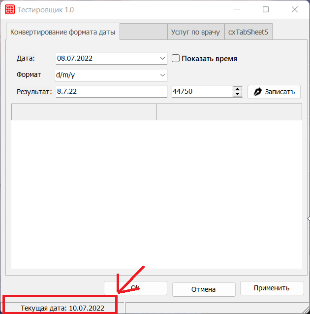 Тестировщик 1.0
Конвертирование формата даты
Услуг по врачу
cxTabSheet5
Дата: 08.07.2022 Показать время
Формат d/m/y
Результат: 8.7.22 44750 Записать
Ok Отмена Применить
Текущая дата: 10.07.2022